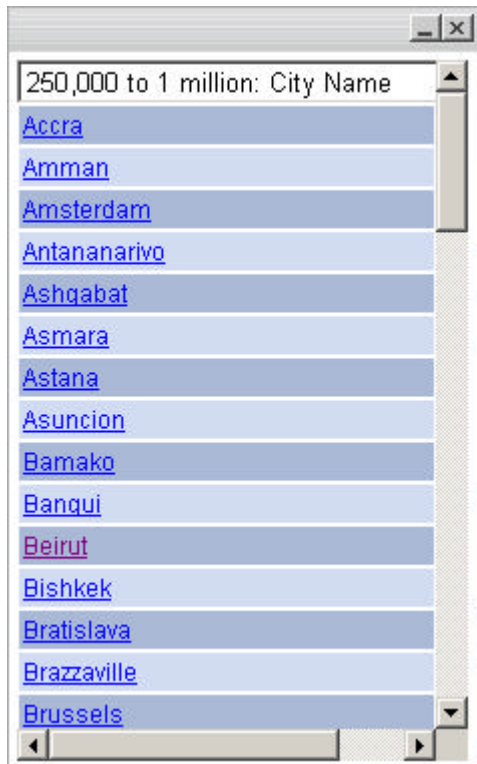 250,000 to 1 million: City Name
Accra
Amman
Amsterdam
Antananarivo
Ashgabat
Asmara
Astana
Asuncion
Bamako
Bangui
Beirut
Bishkek
Bratislava
Brazzaville
Brussels